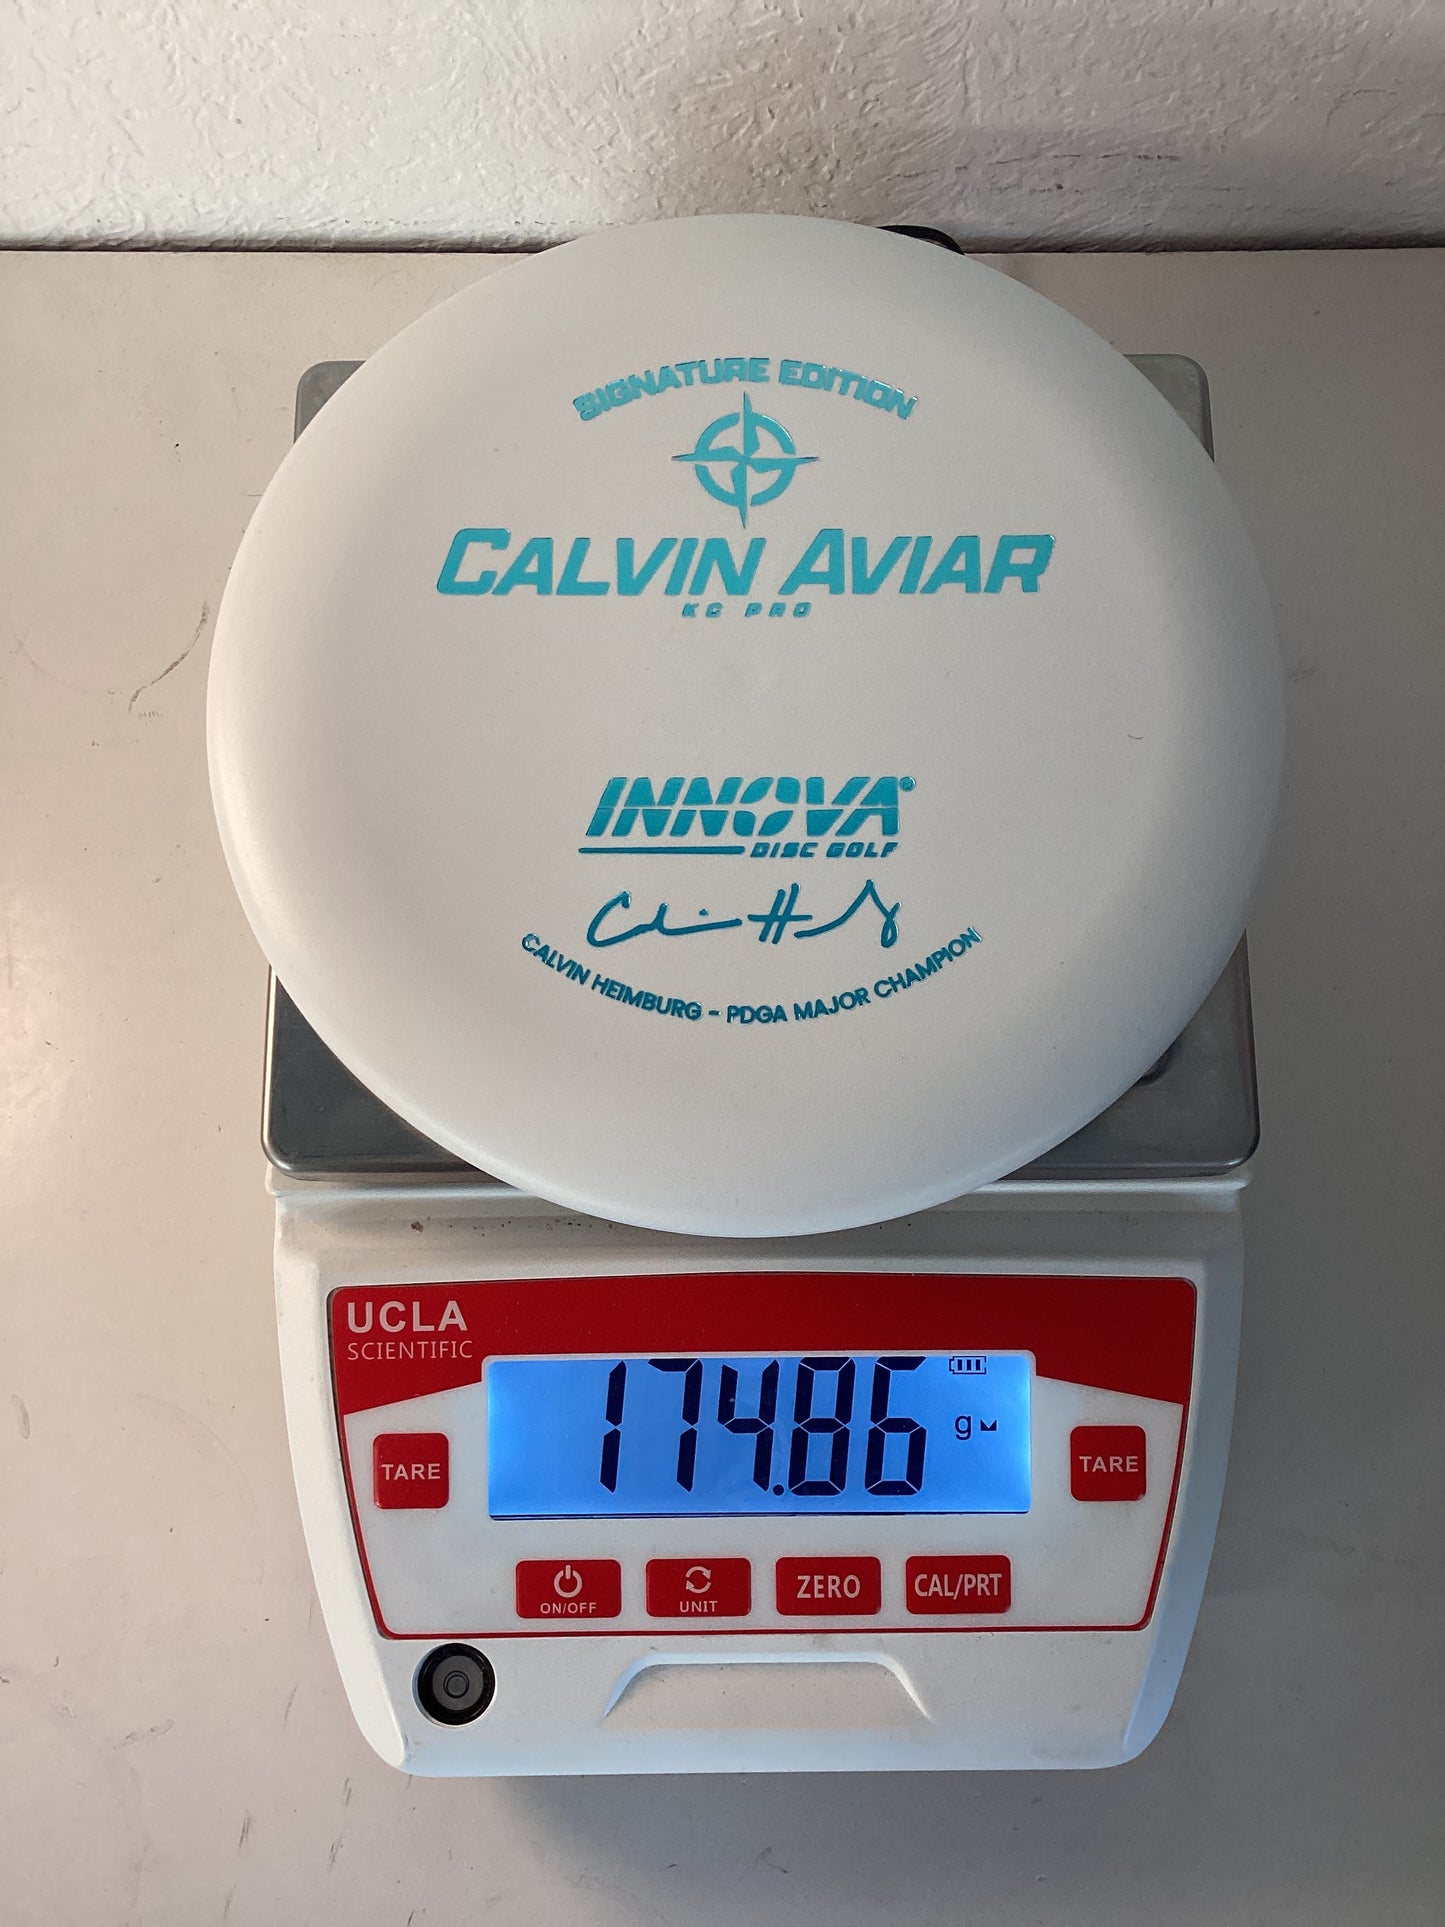 SIGNATURE EDITION
CALVIN AVIAR
KC PRO
INNOVA
DISC GOLF
CALVIN HEIMBURG - PDGA MAJOR CHAMPION
UCLA
SCIENTIFIC
174.86
g
TARE
TARE
ON/OFF
UNIT
ZERO
CAL/PRT